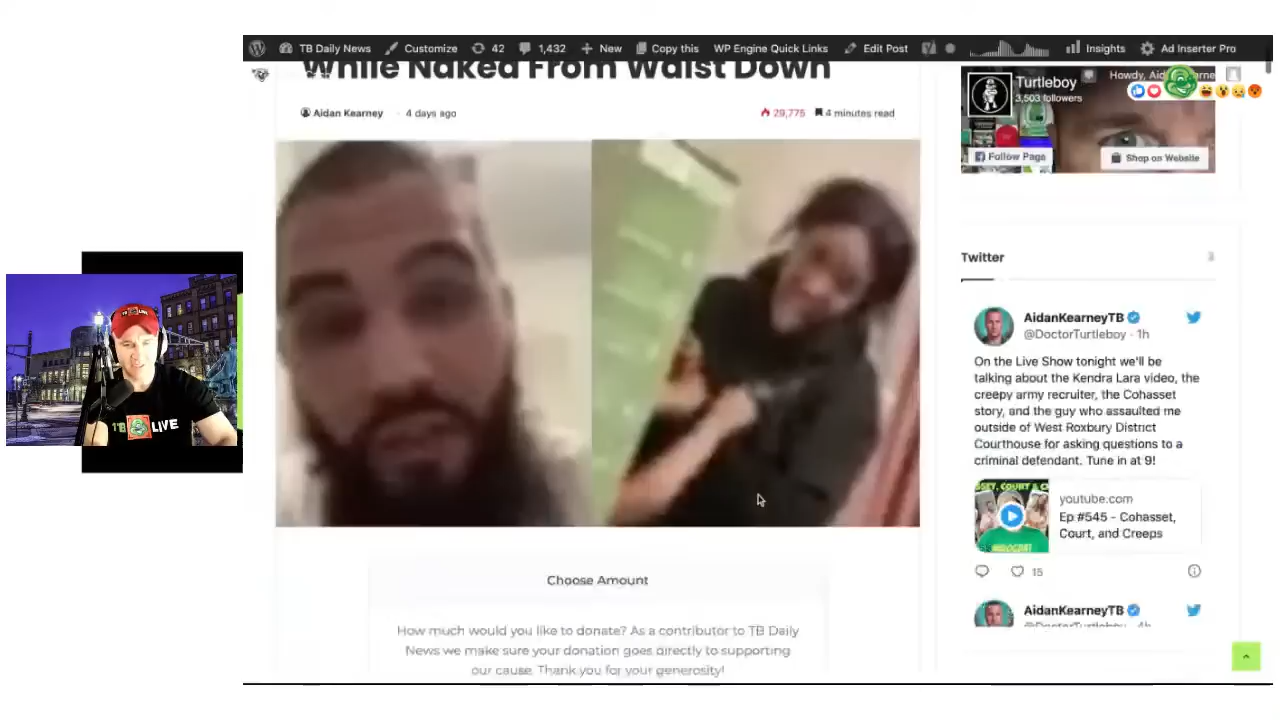 TB Daily News Customize 42 1,432 New Copy this WP Engine Quick Links Edit Post Insights Ad Inserter Pro
While Naked From Waist Down
Aidan Kearney · 4 days ago
29,775 4 minutes read
Howdy,
Turtleboy
3,503 followers
Follow Page
Shop on Website
Twitter
AidanKearneyTB
@DoctorTurtleboy · 1h
On the Live Show tonight we'll be
talking about the Kendra Lara video, the
creepy army recruiter, the Cohasset
story, and the guy who assaulted me
outside of West Roxbury District
Courthouse for asking questions to a
criminal defendant. Tune in at 9!
youtube.com
Ep #545 - Cohasset,
Court, and Creeps
15
AidanKearneyTB
Choose Amount
How much would you like to donate? As a contributor to TB Daily
News we make sure your donation goes directly to supporting
our cause. Thank you for your generosity!
TB LIVE